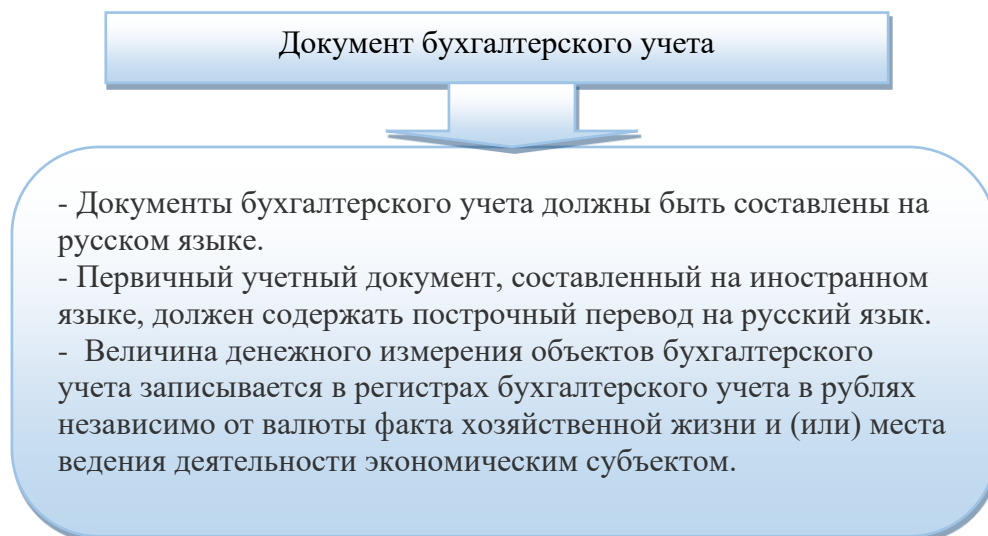 Документ бухгалтерского учета
- Документы бухгалтерского учета должны быть составлены на
русском языке.
- Первичный учетный документ, составленный на иностранном
языке, должен содержать построчный перевод на русский язык.
- Величина денежного измерения объектов бухгалтерского
учета записывается в регистрах бухгалтерского учета в рублях
независимо от валюты факта хозяйственной жизни и (или) места
ведения деятельности экономическим субъектом.